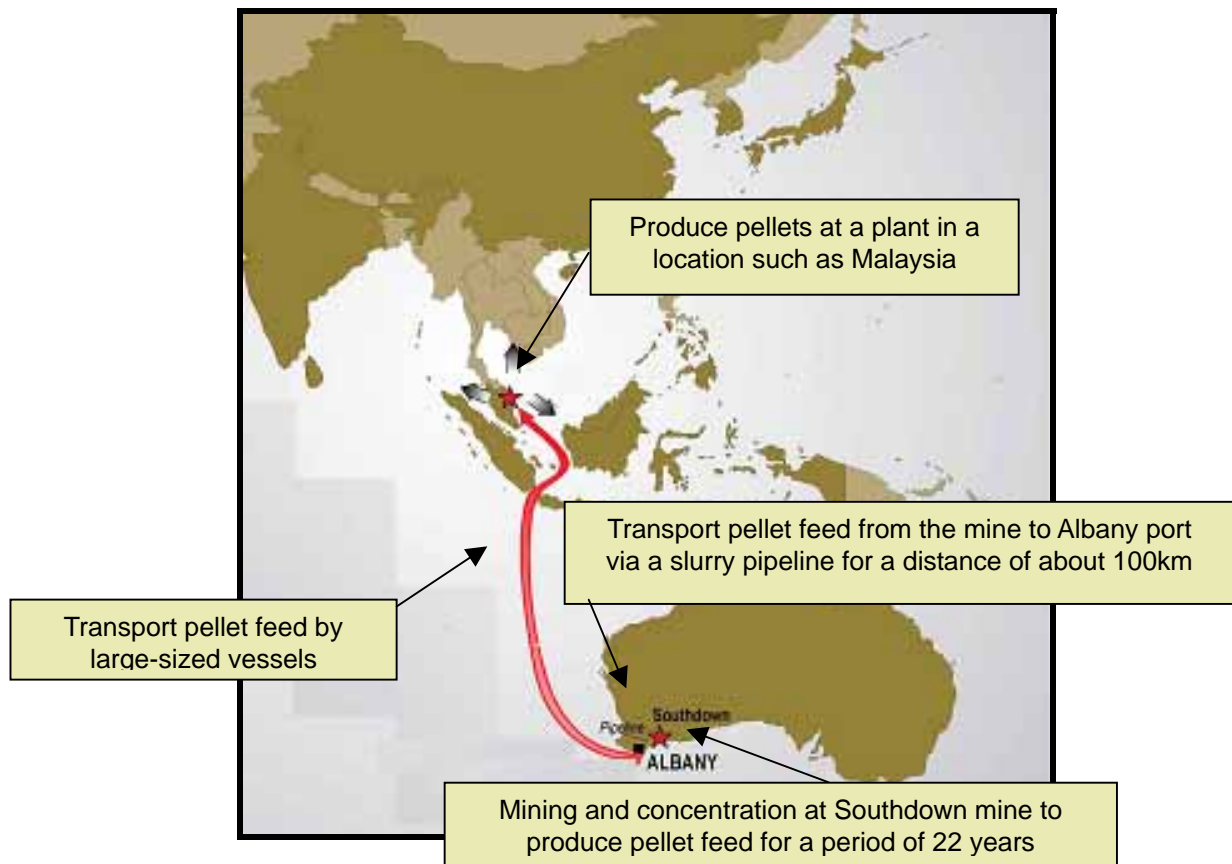 Produce pellets at a plant in a
location such as Malaysia
Transport pellet feed from the mine to Albany port
via a slurry pipeline for a distance of about 100km
Transport pellet feed by
large-sized vessels
Southdown
Pipeline
ALBANY
Mining and concentration at Southdown mine to
produce pellet feed for a period of 22 years